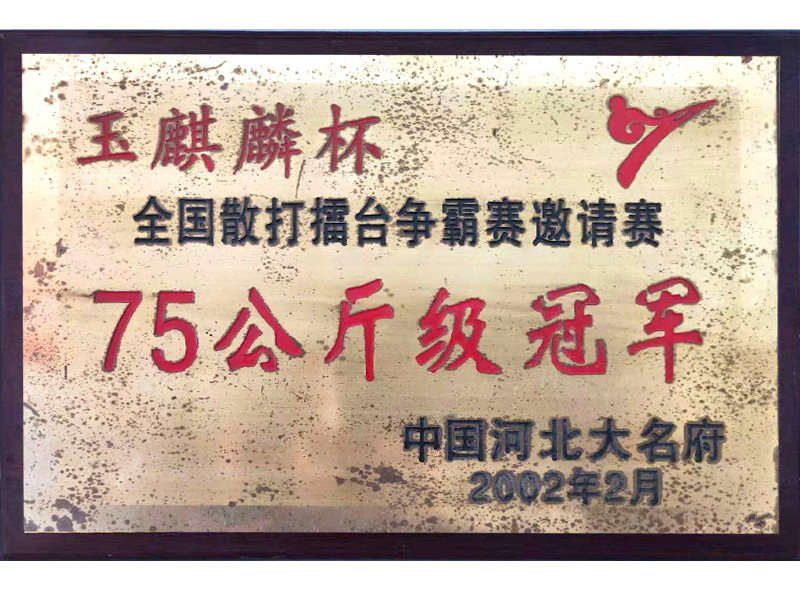 玉麒麟杯
全国散打擂台争霸赛邀请赛
75公斤级冠军
中国河北大名府
2002年2月